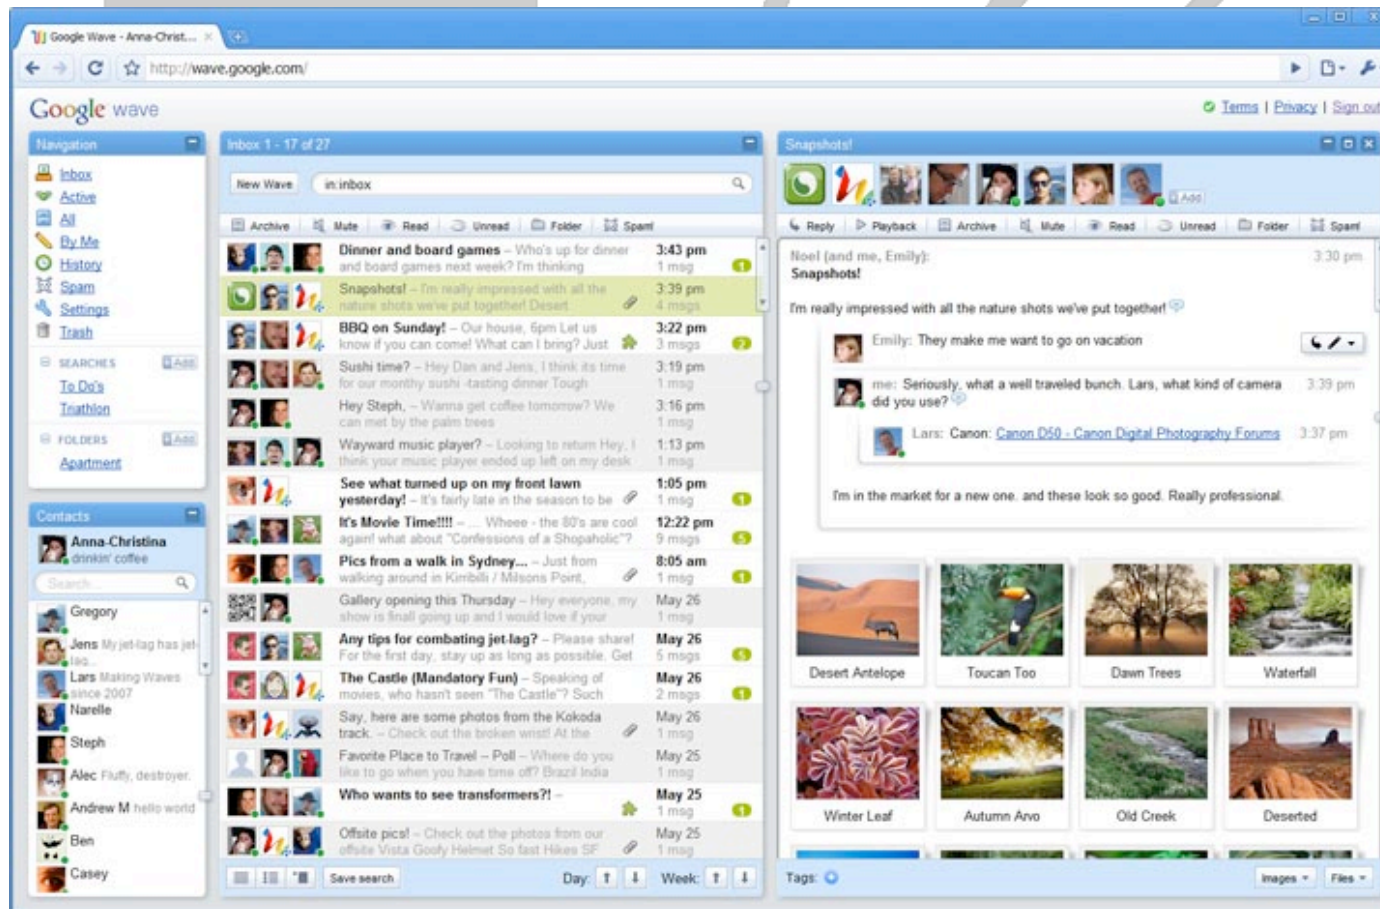 Google Wave - Anna-Christ...
http://wave.google.com/
Google wave
Terms | Privacy | Sign out
Navigation
Inbox
Active
All
By Me
History
Spam
Settings
Trash
SEARCHES
Add
To Do's
Triathlon
FOLDERS
Add
Apartment
Contacts
Anna-Christina
drinkin' coffee
Search...
Gregory
Jens My jet-lag has jet-
lag...
Lars Making Waves
since 2007
Narelle
Steph
Alec Fluffy, destroyer.
Andrew M hello world
Ben
Casey
Inbox 1 - 17 of 27
New Wave
in:inbox
Archive Mute Read Unread Folder Spam!
Dinner and board games – Who's up for dinner 3:43 pm
and board games next week? I'm thinking 1 msg 1
Snapshots! – I'm really impressed with all the 3:39 pm
nature shots we've put together! Desert. 4 msgs
BBQ on Sunday! – Our house, 6pm Let us 3:22 pm
know if you can come! What can I bring? Just 3 msgs 2
Sushi time? – Hey Dan and Jens, I think its time 3:19 pm
for our monthy sushi -tasting dinner Tough 1 msg
Hey Steph, – Wanna get coffee tomorrow? We 3:16 pm
can met by the palm trees 1 msg
Wayward music player? – Looking to return Hey, I 1:13 pm
think your music player ended up left on my desk 1 msg
See what turned up on my front lawn 1:05 pm
yesterday! – It's fairly late in the season to be 1 msg 1
It's Movie Time!!!! – ... Wheee - the 80's are cool 12:22 pm
again! what about "Confessions of a Shopaholic"? 9 msgs 5
Pics from a walk in Sydney... – Just from 8:05 am
walking around in Kirribilli / Milsons Point, 1 msg 1
Gallery opening this Thursday – Hey everyone, my May 26
show is finall going up and I would love if your 1 msg
Any tips for combating jet-lag? – Please share! May 26
For the first day, stay up as long as possible. Get 5 msgs 5
The Castle (Mandatory Fun) – Speaking of May 26
movies, who hasn't seen "The Castle"? Such 2 msgs 1
Say, here are some photos from the Kokoda May 26
track. – Check out the broken wrist! At the 1 msg
Favorite Place to Travel – Poll – Where do you May 25
like to go when you have time off? Brazil India 1 msg
Who wants to see transformers?! – May 25
1 msg 1
Offsite pics! – Check out the photos from our May 25
offsite Vista Goofy Helmet So fast Hikes SF 1 msg
Save search
Day:
Week:
Snapshots!
Add
Reply Playback Archive Mute Read Unread Folder Spam!
Noel (and me, Emily): 3:30 pm
Snapshots!
I'm really impressed with all the nature shots we've put together!
Emily: They make me want to go on vacation
me: Seriously, what a well traveled bunch. Lars, what kind of camera 3:39 pm
did you use?
Lars: Canon: Canon D50 - Canon Digital Photography Forums 3:37 pm
I'm in the market for a new one. and these look so good. Really professional.
Desert Antelope
Toucan Too
Dawn Trees
Waterfall
Winter Leaf
Autumn Arvo
Old Creek
Deserted
Tags:
Images
Files